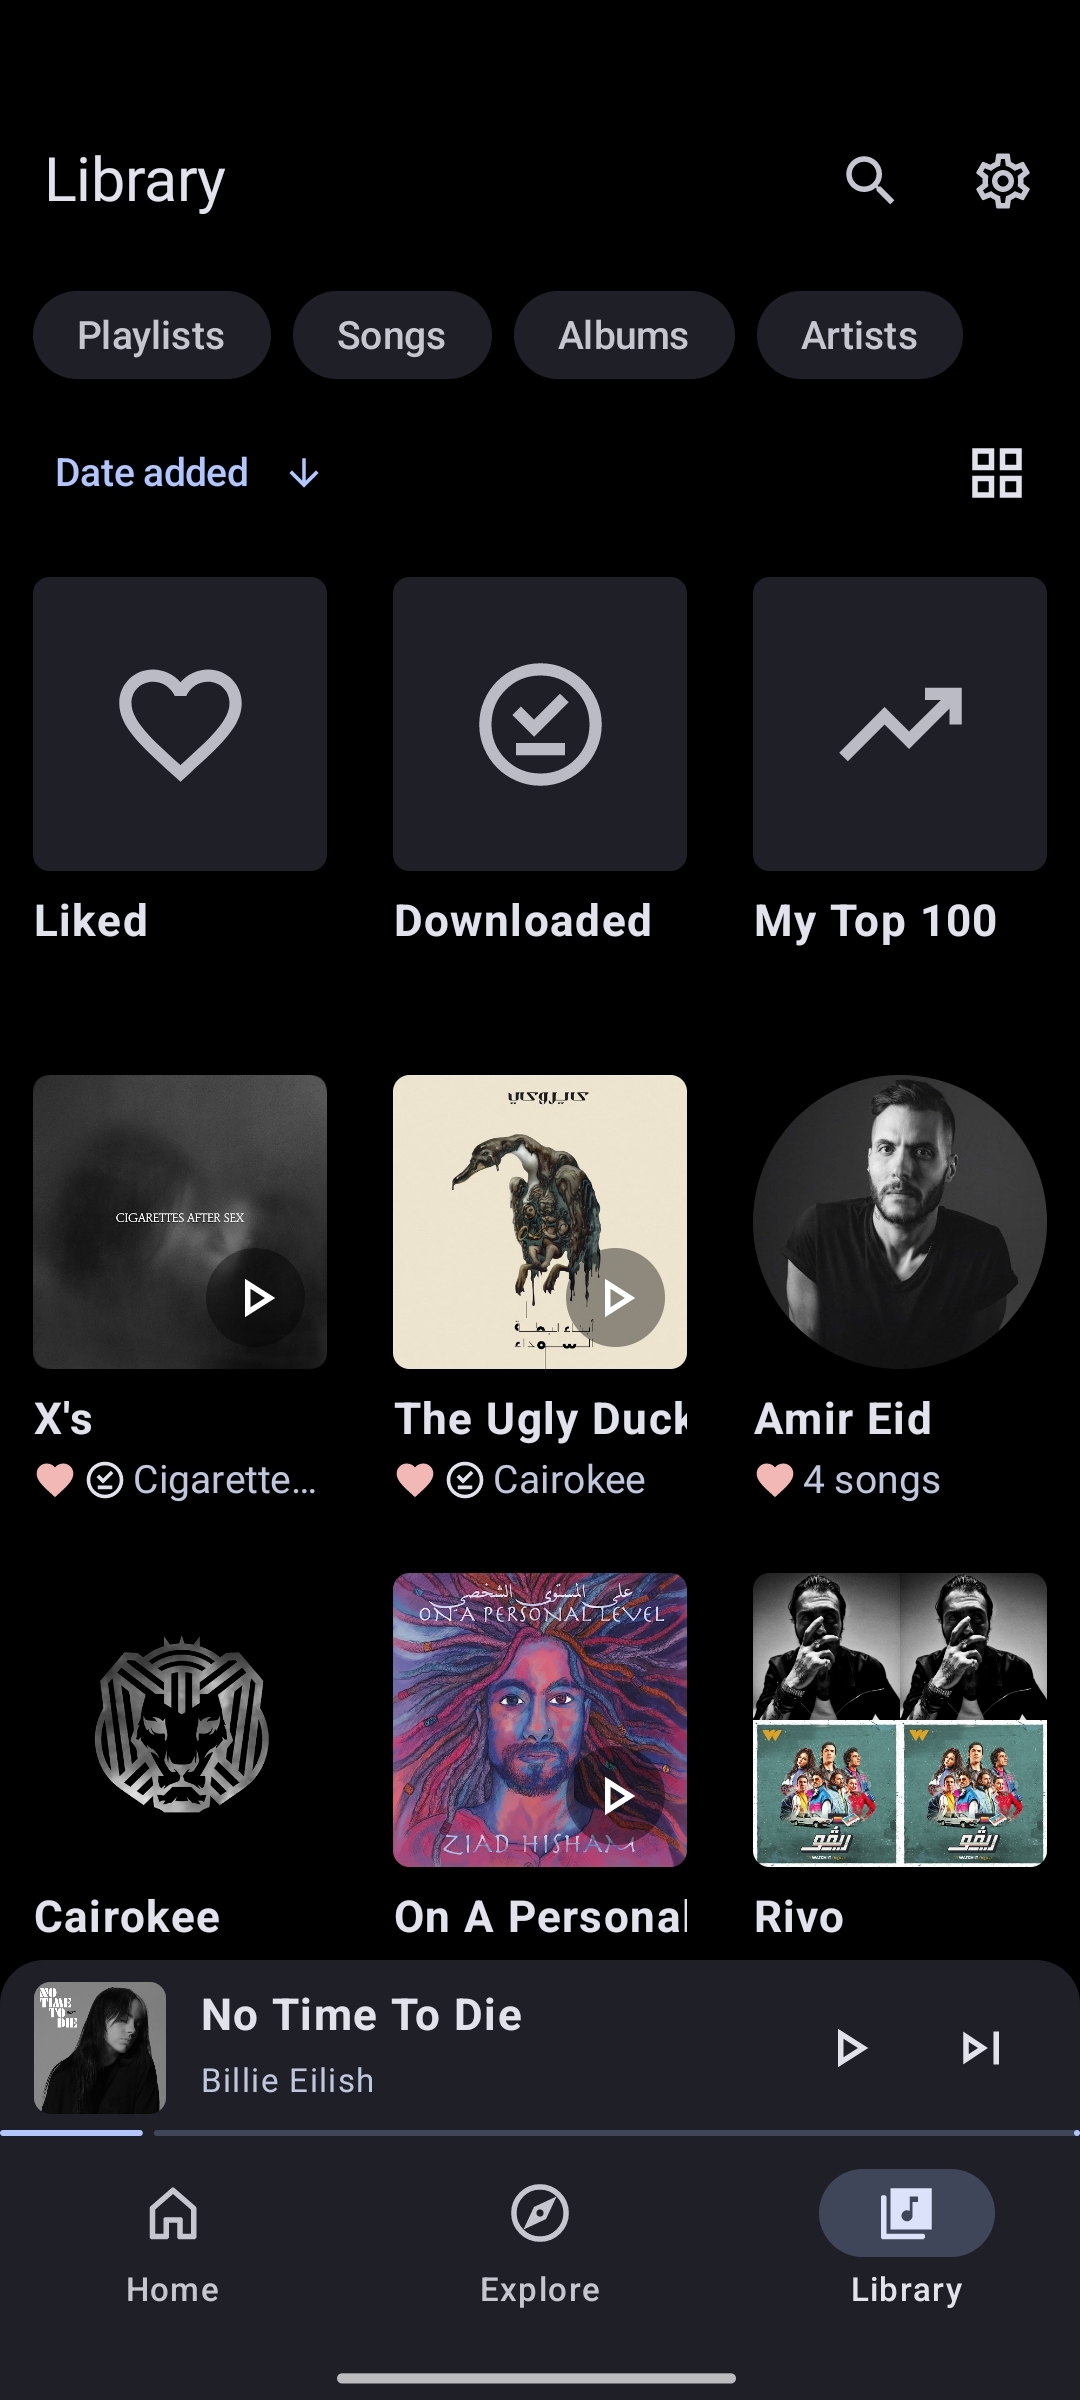 Library
Playlists
Songs
Albums
Artists
Date added
Liked
Downloaded
My Top 100
CIGARETTES AFTER SEX
كايروكي
أبناء البطة
السوداء
X's
Cigarette...
The Ugly Duck
Cairokee
Amir Eid
4 songs
على المستوى الشخصي
ON A PERSONAL LEVEL
ZIAD HISHAM
ريڤو
ريڤو
Cairokee
On A Personal
Rivo
NO
TIME
TO
DIE
No Time To Die
Billie Eilish
Home
Explore
Library